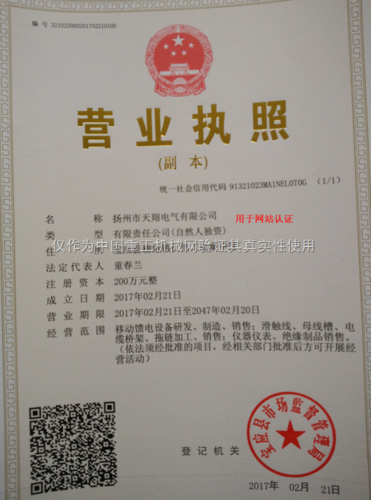 营业执照
(副 本)
统一社会信用代码 91321023MA1NEL0T0G (1/1)
名 称 扬州市天翔电气有限公司
用于网站认证
类 型 有限责任公司(自然人独资)
仅作为中国重工机械网验证其真实性使用
住 所
法定代表人 童春兰
注 册 资 本 200万元整
成 立 日 期 2017年02月21日
营 业 期 限 2017年02月21日至2047年02月20日
经 营 范 围 移动馈电设备研发、制造、销售；滑触线、母线槽、电
缆桥架、拖链加工、销售；仪器仪表、绝缘制品销售。
(依法须经批准的项目，经相关部门批准后方可开展经
营活动)
宝应县市场监督管理局
登 记 机 关
2017年 02月 21日